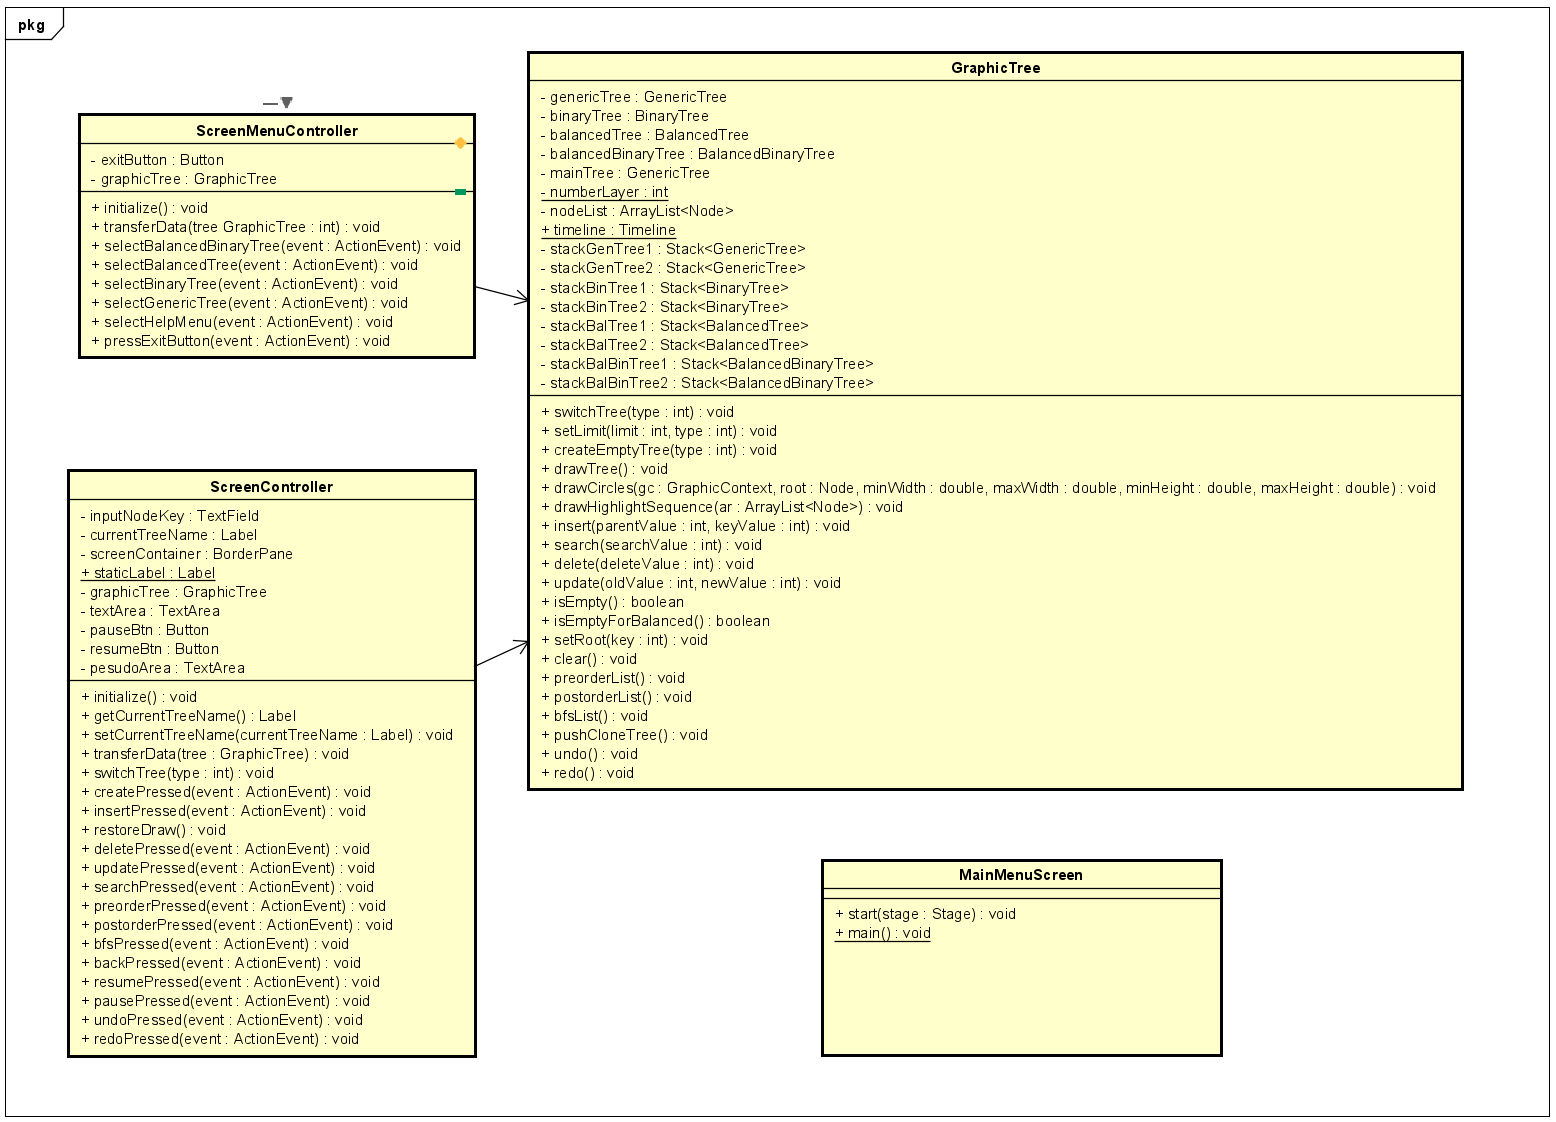 pkg
ScreenMenuController
- exitButton : Button
- graphicTree : GraphicTree
+ initialize() : void
+ transferData(tree GraphicTree : int) : void
+ selectBalancedBinaryTree(event : ActionEvent) : void
+ selectBalancedTree(event : ActionEvent) : void
+ selectBinaryTree(event : ActionEvent) : void
+ selectGenericTree(event : ActionEvent) : void
+ selectHelpMenu(event : ActionEvent) : void
+ pressExitButton(event : ActionEvent) : void
GraphicTree
- genericTree : GenericTree
- binaryTree : BinaryTree
- balancedTree : BalancedTree
- balancedBinaryTree : BalancedBinaryTree
- mainTree : GenericTree
- numberLayer : int
- nodeList : ArrayList<Node>
+ timeline : Timeline
- stackGenTree1 : Stack<GenericTree>
- stackGenTree2 : Stack<GenericTree>
- stackBinTree1 : Stack<BinaryTree>
- stackBinTree2 : Stack<BinaryTree>
- stackBalTree1 : Stack<BalancedTree>
- stackBalTree2 : Stack<BalancedTree>
- stackBalBinTree1 : Stack<BalancedBinaryTree>
- stackBalBinTree2 : Stack<BalancedBinaryTree>
+ switchTree(type : int) : void
+ setLimit(limit : int, type : int) : void
+ createEmptyTree(type : int) : void
+ drawTree() : void
+ drawCircles(gc : GraphicContext, root : Node, minWidth : double, maxWidth : double, minHeight : double, maxHeight : double) : void
+ drawHighlightSequence(ar : ArrayList<Node>) : void
+ insert(parentValue : int, keyValue : int) : void
+ search(searchValue : int) : void
+ delete(deleteValue : int) : void
+ update(oldValue : int, newValue : int) : void
+ isEmpty() : boolean
+ isEmptyForBalanced() : boolean
+ setRoot(key : int) : void
+ clear() : void
+ preorderList() : void
+ postorderList() : void
+ bfsList() : void
+ pushCloneTree() : void
+ undo() : void
+ redo() : void
ScreenController
- inputNodeKey : TextField
- currentTreeName : Label
- screenContainer : BorderPane
+ staticLabel : Label
- graphicTree : GraphicTree
- textArea : TextArea
- pauseBtn : Button
- resumeBtn : Button
- pesudoArea : TextArea
+ initialize() : void
+ getCurrentTreeName() : Label
+ setCurrentTreeName(currentTreeName : Label) : void
+ transferData(tree : GraphicTree) : void
+ switchTree(type : int) : void
+ createPressed(event : ActionEvent) : void
+ insertPressed(event : ActionEvent) : void
+ restoreDraw() : void
+ deletePressed(event : ActionEvent) : void
+ updatePressed(event : ActionEvent) : void
+ searchPressed(event : ActionEvent) : void
+ preorderPressed(event : ActionEvent) : void
+ postorderPressed(event : ActionEvent) : void
+ bfsPressed(event : ActionEvent) : void
+ backPressed(event : ActionEvent) : void
+ resumePressed(event : ActionEvent) : void
+ pausePressed(event : ActionEvent) : void
+ undoPressed(event : ActionEvent) : void
+ redoPressed(event : ActionEvent) : void
MainMenuScreen
+ start(stage : Stage) : void
+ main() : void